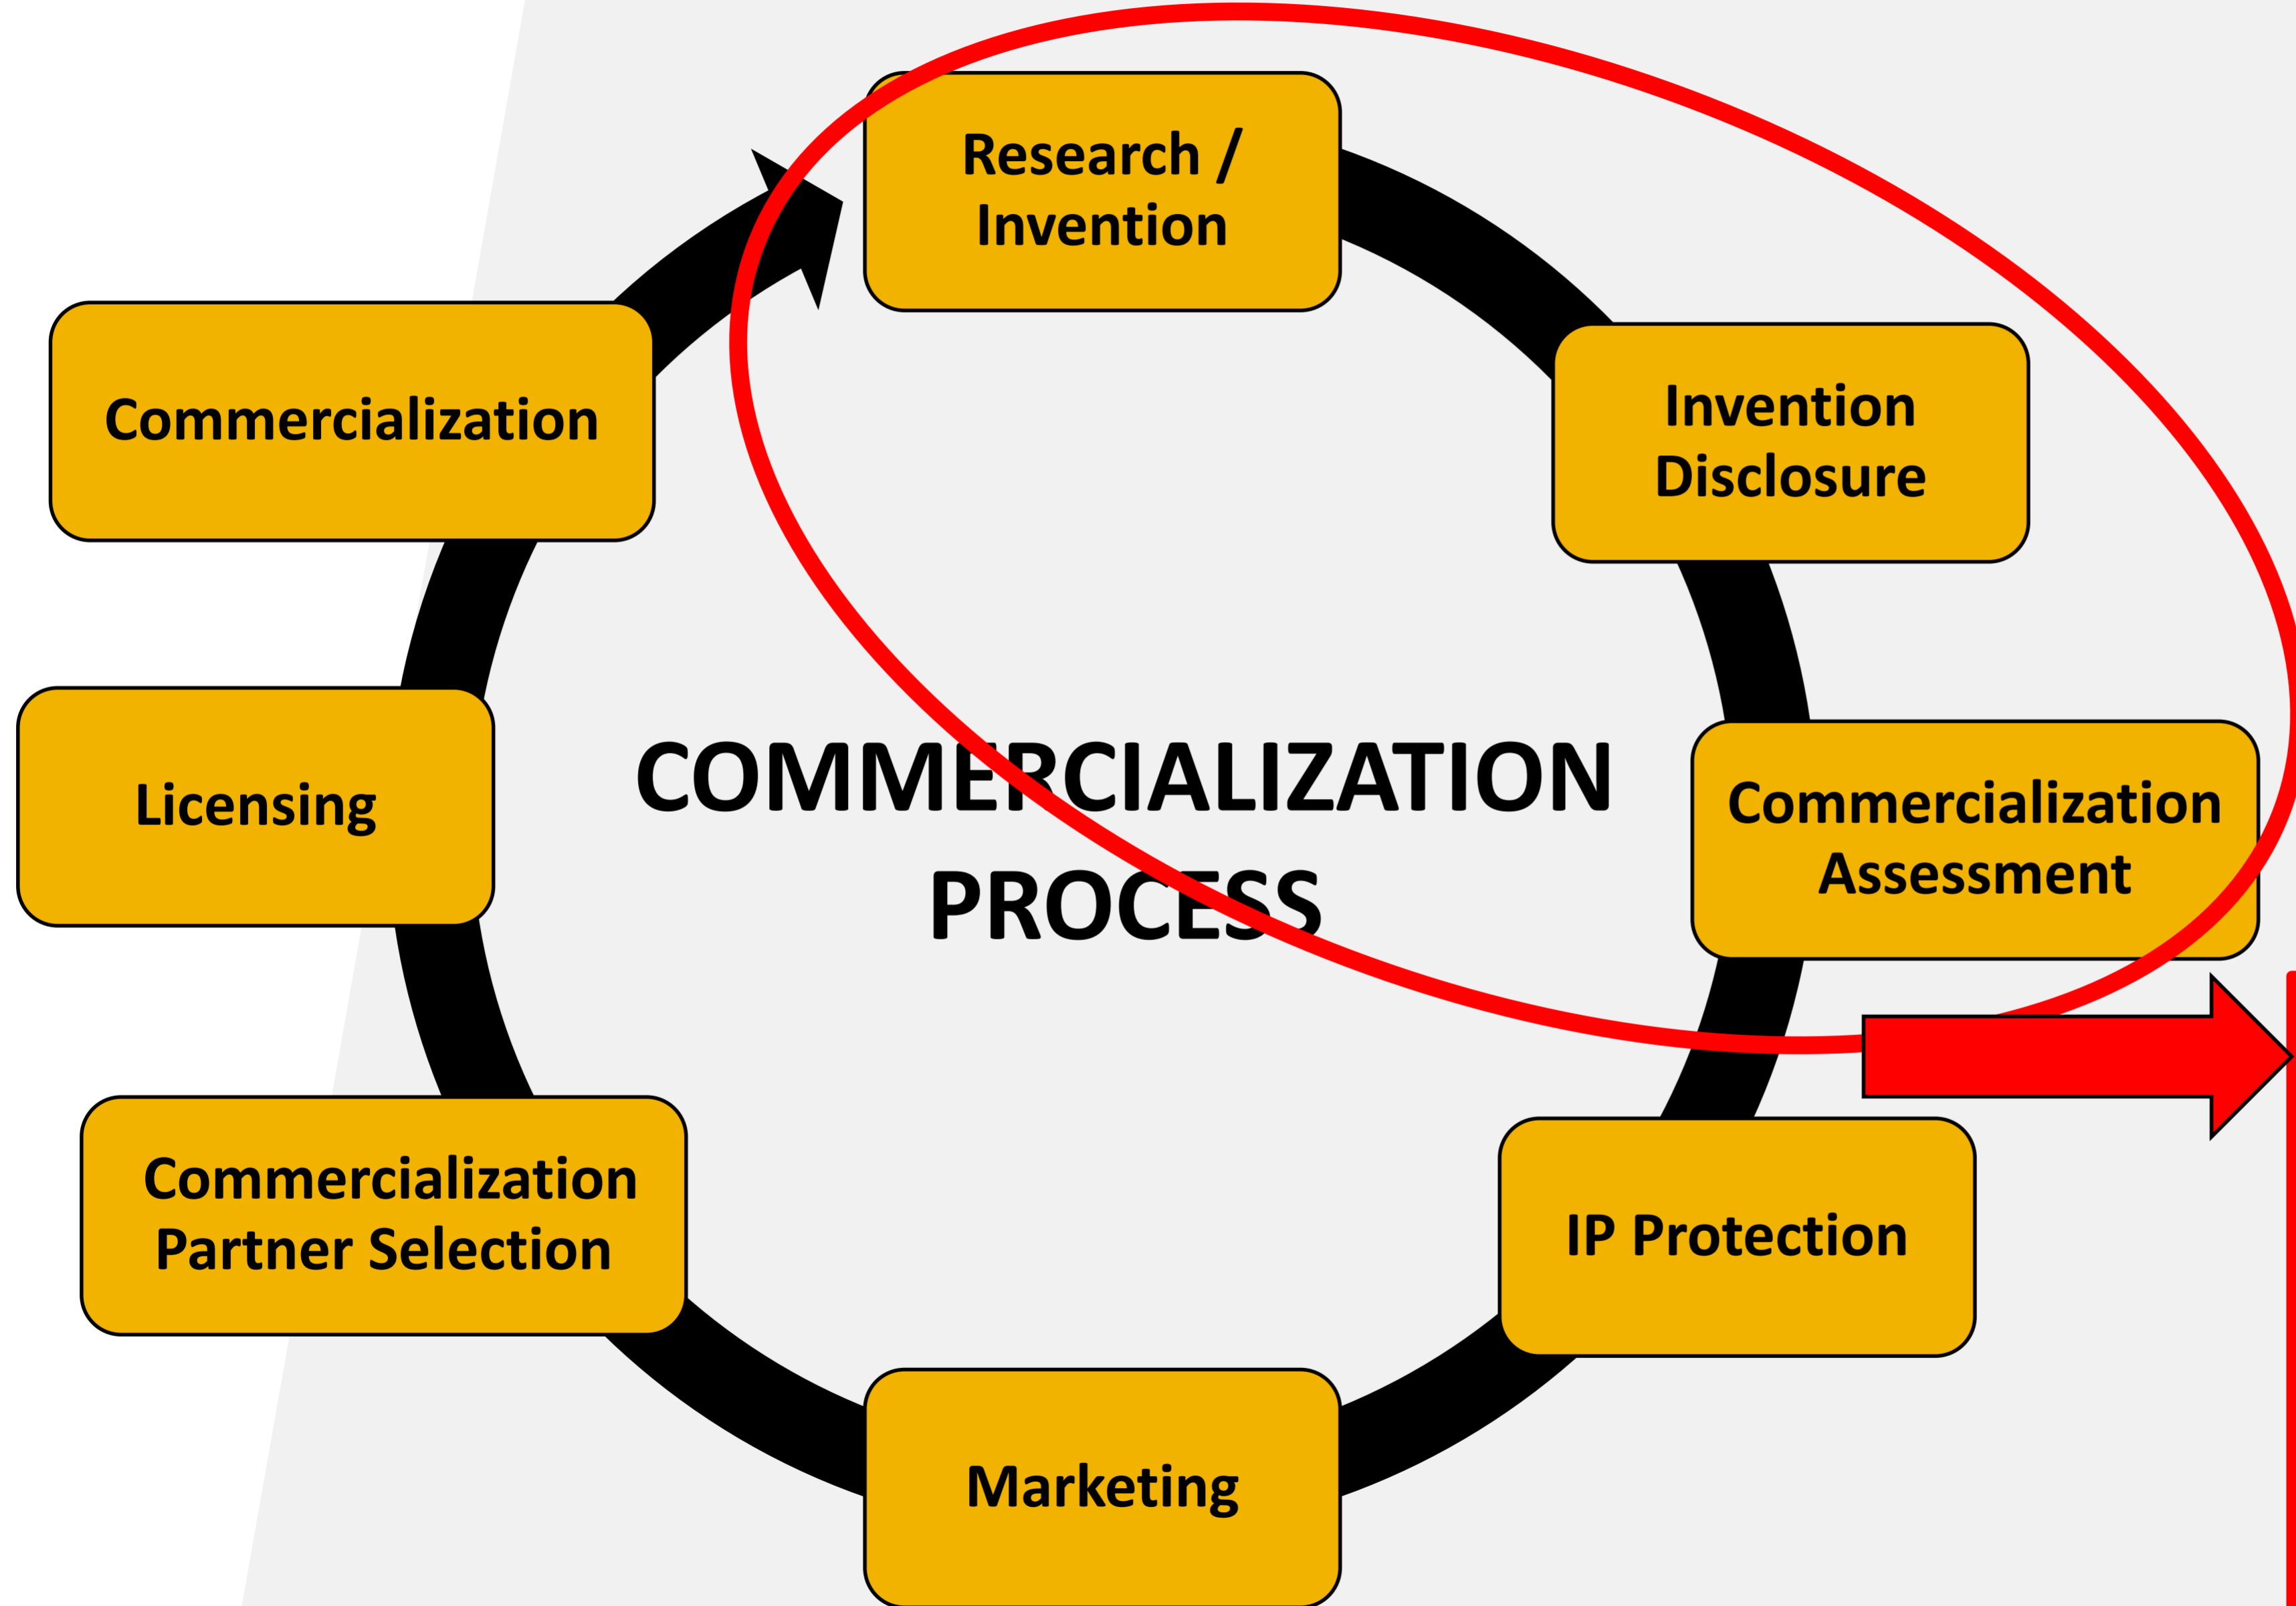 Research /
Invention
Invention
Disclosure
Commercialization
Assessment
IP Protection
Marketing
Commercialization
Partner Selection
Licensing
Commercialization
COMMERCIALIZATION
PROCESS